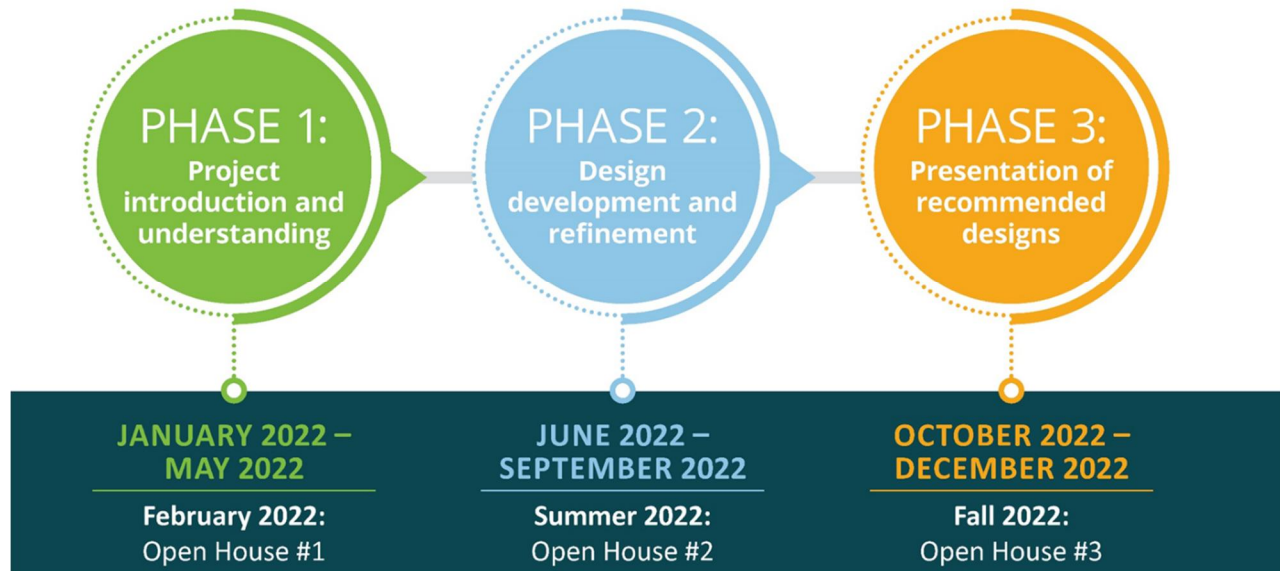 PHASE 1:
Project
introduction and
understanding
PHASE 2:
Design
development and
refinement
PHASE 3:
Presentation of
recommended
designs
JANUARY 2022 –
MAY 2022
February 2022:
Open House #1
JUNE 2022 –
SEPTEMBER 2022
Summer 2022:
Open House #2
OCTOBER 2022 –
DECEMBER 2022
Fall 2022:
Open House #3